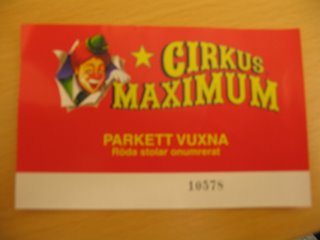 CIRKUS
MAXIMUM
PARKETT VUXNA
Röda stolar onumrerat
10578